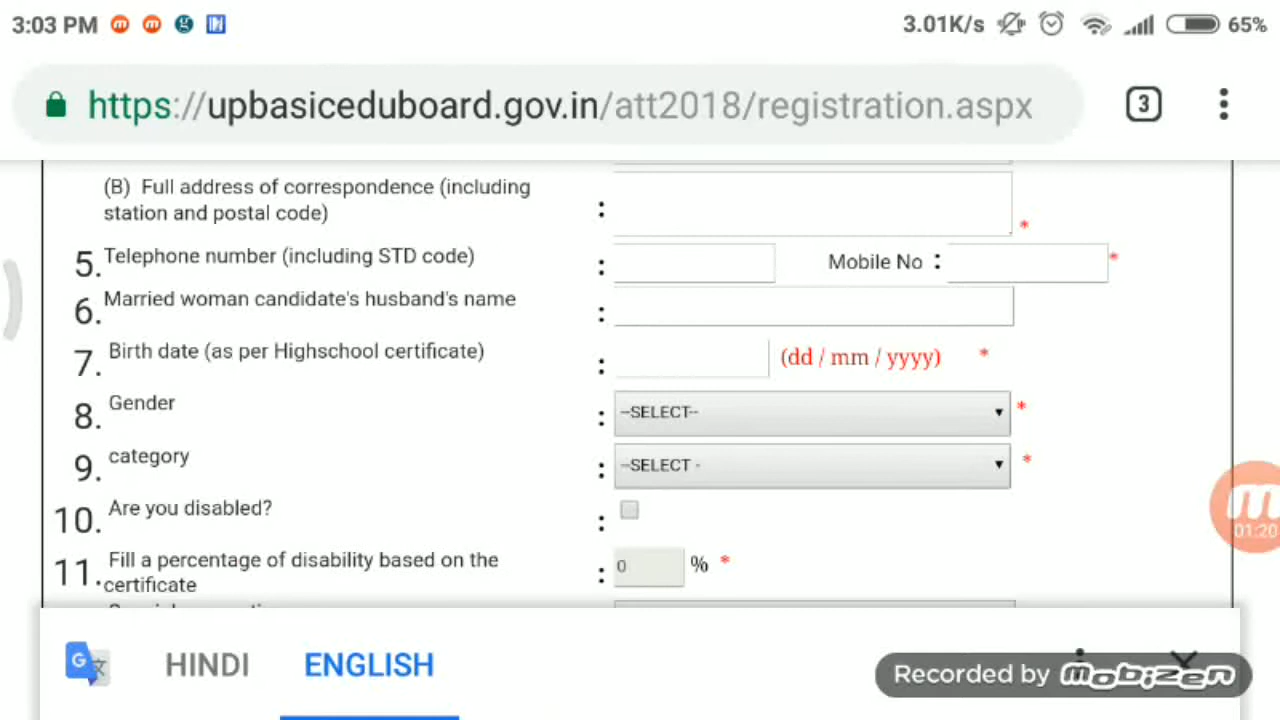 3:03 PM 3.01K/s 65%
https://upbasiceduboard.gov.in/att2018/registration.aspx 3
(B) Full address of correspondence (including
station and postal code) : *
5. Telephone number (including STD code) : Mobile No : *
6. Married woman candidate's husband's name :
7. Birth date (as per Highschool certificate) : (dd / mm / yyyy) *
8. Gender : --SELECT-- *
9. category : --SELECT - *
10. Are you disabled? :
11. Fill a percentage of disability based on the
certificate : 0 % *
01:20
HINDI ENGLISH
Recorded by mobizen